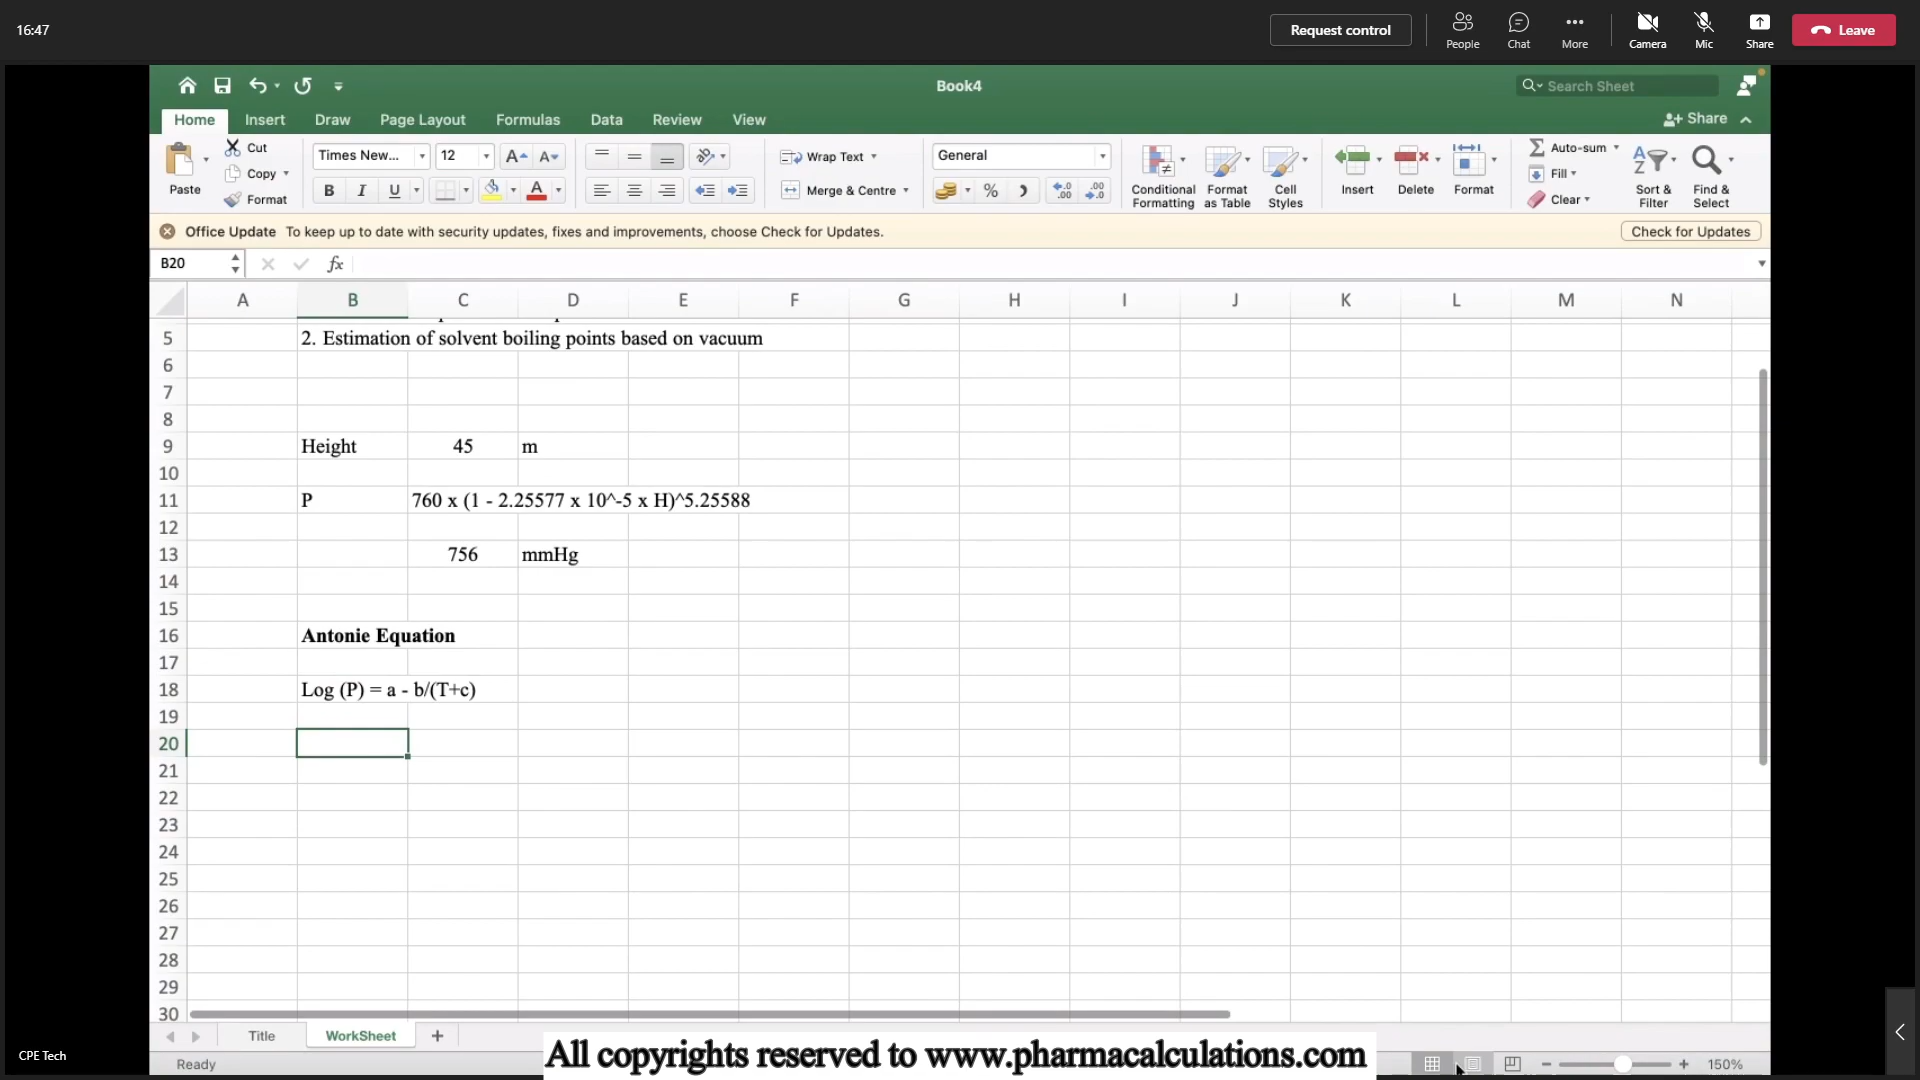 16:47
Request control
People
Chat
More
Camera
Mic
Share
Leave
Book4
Search Sheet
Home
Insert
Draw
Page Layout
Formulas
Data
Review
View
Share
Paste
Cut
Copy
Format
Times New...
12
B I U
A
Wrap Text
Merge & Centre
General
%
Conditional Formatting
Format as Table
Cell Styles
Insert
Delete
Format
Auto-sum
Fill
Clear
Sort & Filter
Find & Select
Office Update To keep up to date with security updates, fixes and improvements, choose Check for Updates.
Check for Updates
B20
fx
A B C D E F G H I J K L M N
5 2. Estimation of solvent boiling points based on vacuum
6
7
8
9 Height 45 m
10
11 P 760 x (1 - 2.25577 x 10^-5 x H)^5.25588
12
13 756 mmHg
14
15
16 Antonie Equation
17
18 Log (P) = a - b/(T+c)
19
20
21
22
23
24
25
26
27
28
29
30
Title
WorkSheet
+
CPE Tech
Ready
All copyrights reserved to www.pharmacalculations.com
150%